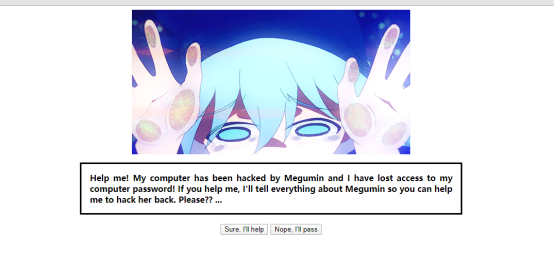 Help me! My computer has been hacked by Megumin and I have lost access to my
computer password! If you help me, I'll tell everything about Megumin so you can help
me to hack her back. Please?? ...
Sure, I'll help Nope, I'll pass